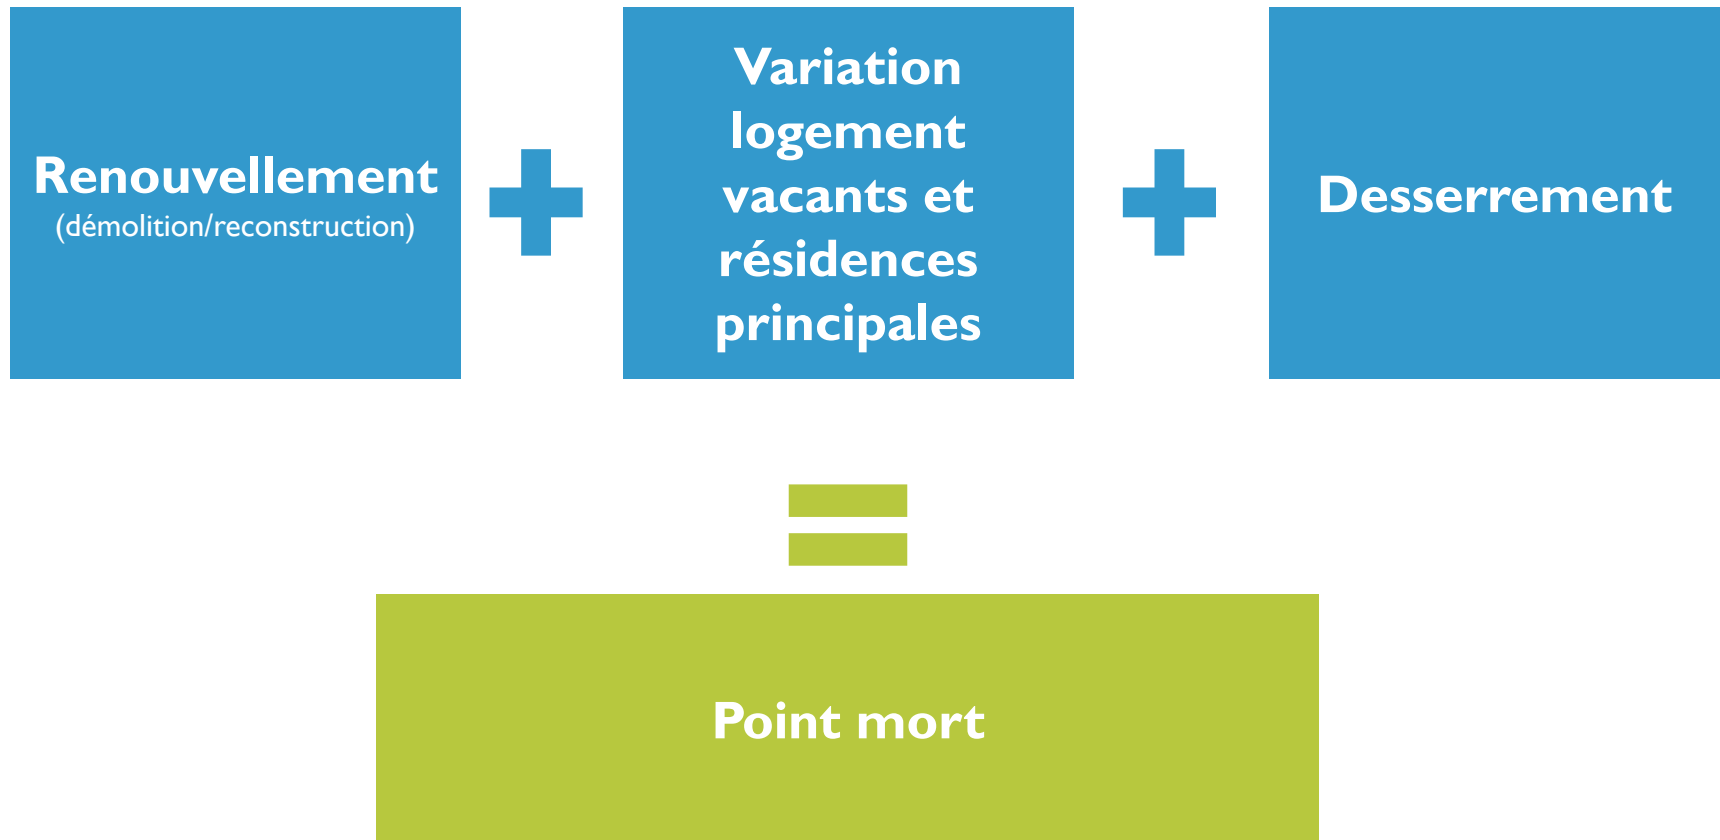 Renouvellement
(démolition/reconstruction)
Variation
logement
vacants et
résidences
principales
Desserrement
Point mort